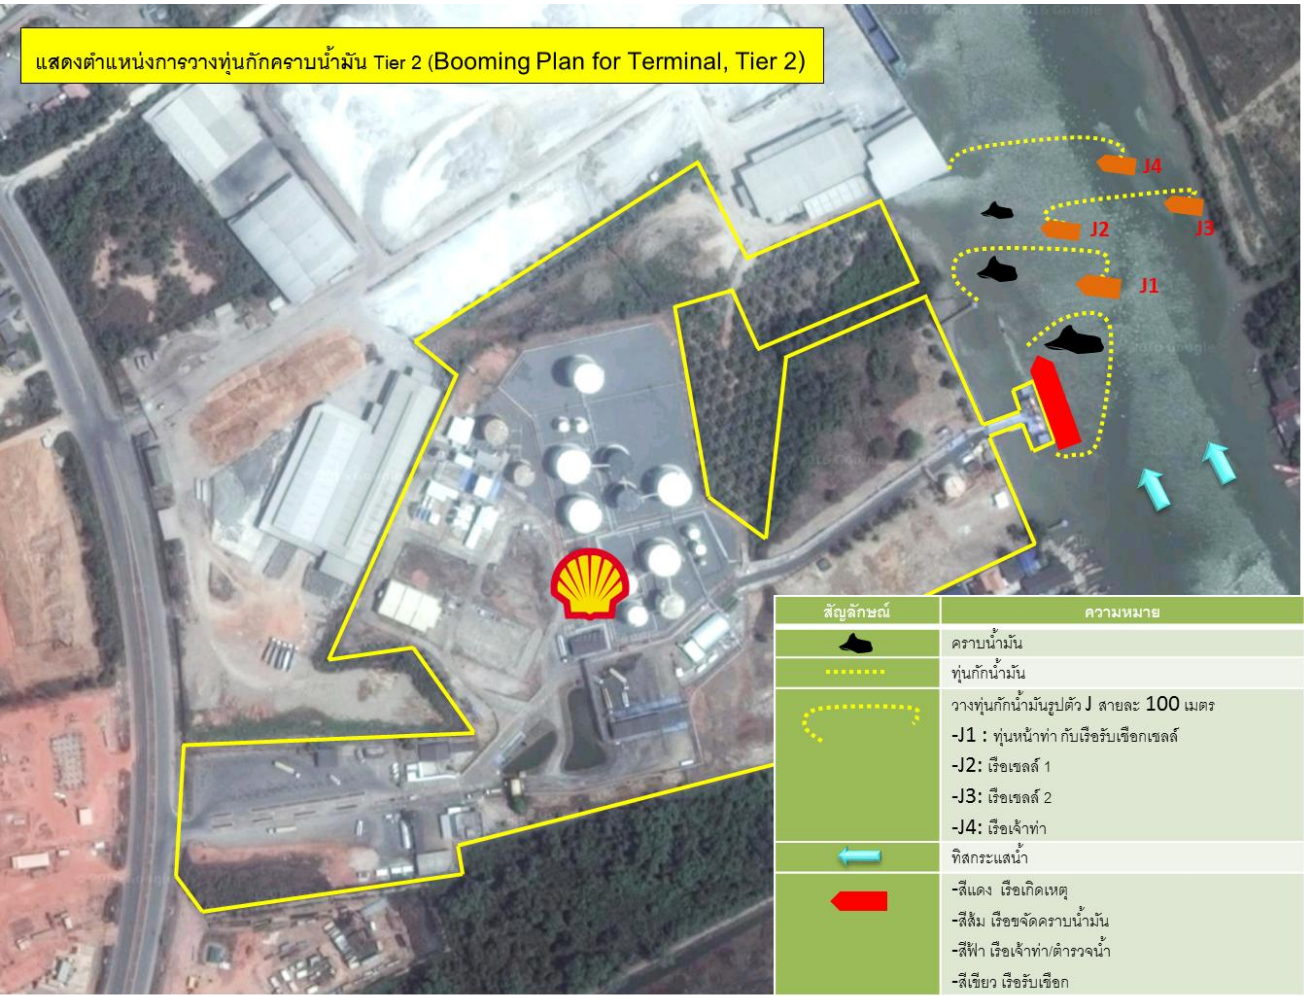 แสดงตำแหน่งการวางทุ่นกักคราบน้ำมัน Tier 2 (Booming Plan for Terminal, Tier 2)
J4
J2
J3
J1
สัญลักษณ์ ความหมาย
คราบน้ำมัน
ทุ่นกักน้ำมัน
วางทุ่นกักน้ำมันรูปตัว J สายละ 100 เมตร
-J1 : ทุ่นหน้าท่า กับเรือรับเชือกเชลล์
-J2: เรือเชลล์ 1
-J3: เรือเชลล์ 2
-J4: เรือเจ้าท่า
ทิสกระแสน้ำ
-สีแดง เรือเกิดเหตุ
-สีส้ม เรือขจัดคราบน้ำมัน
-สีฟ้า เรือเจ้าท่า/ตำรวจน้ำ
-สีเขียว เรือรับเชือก